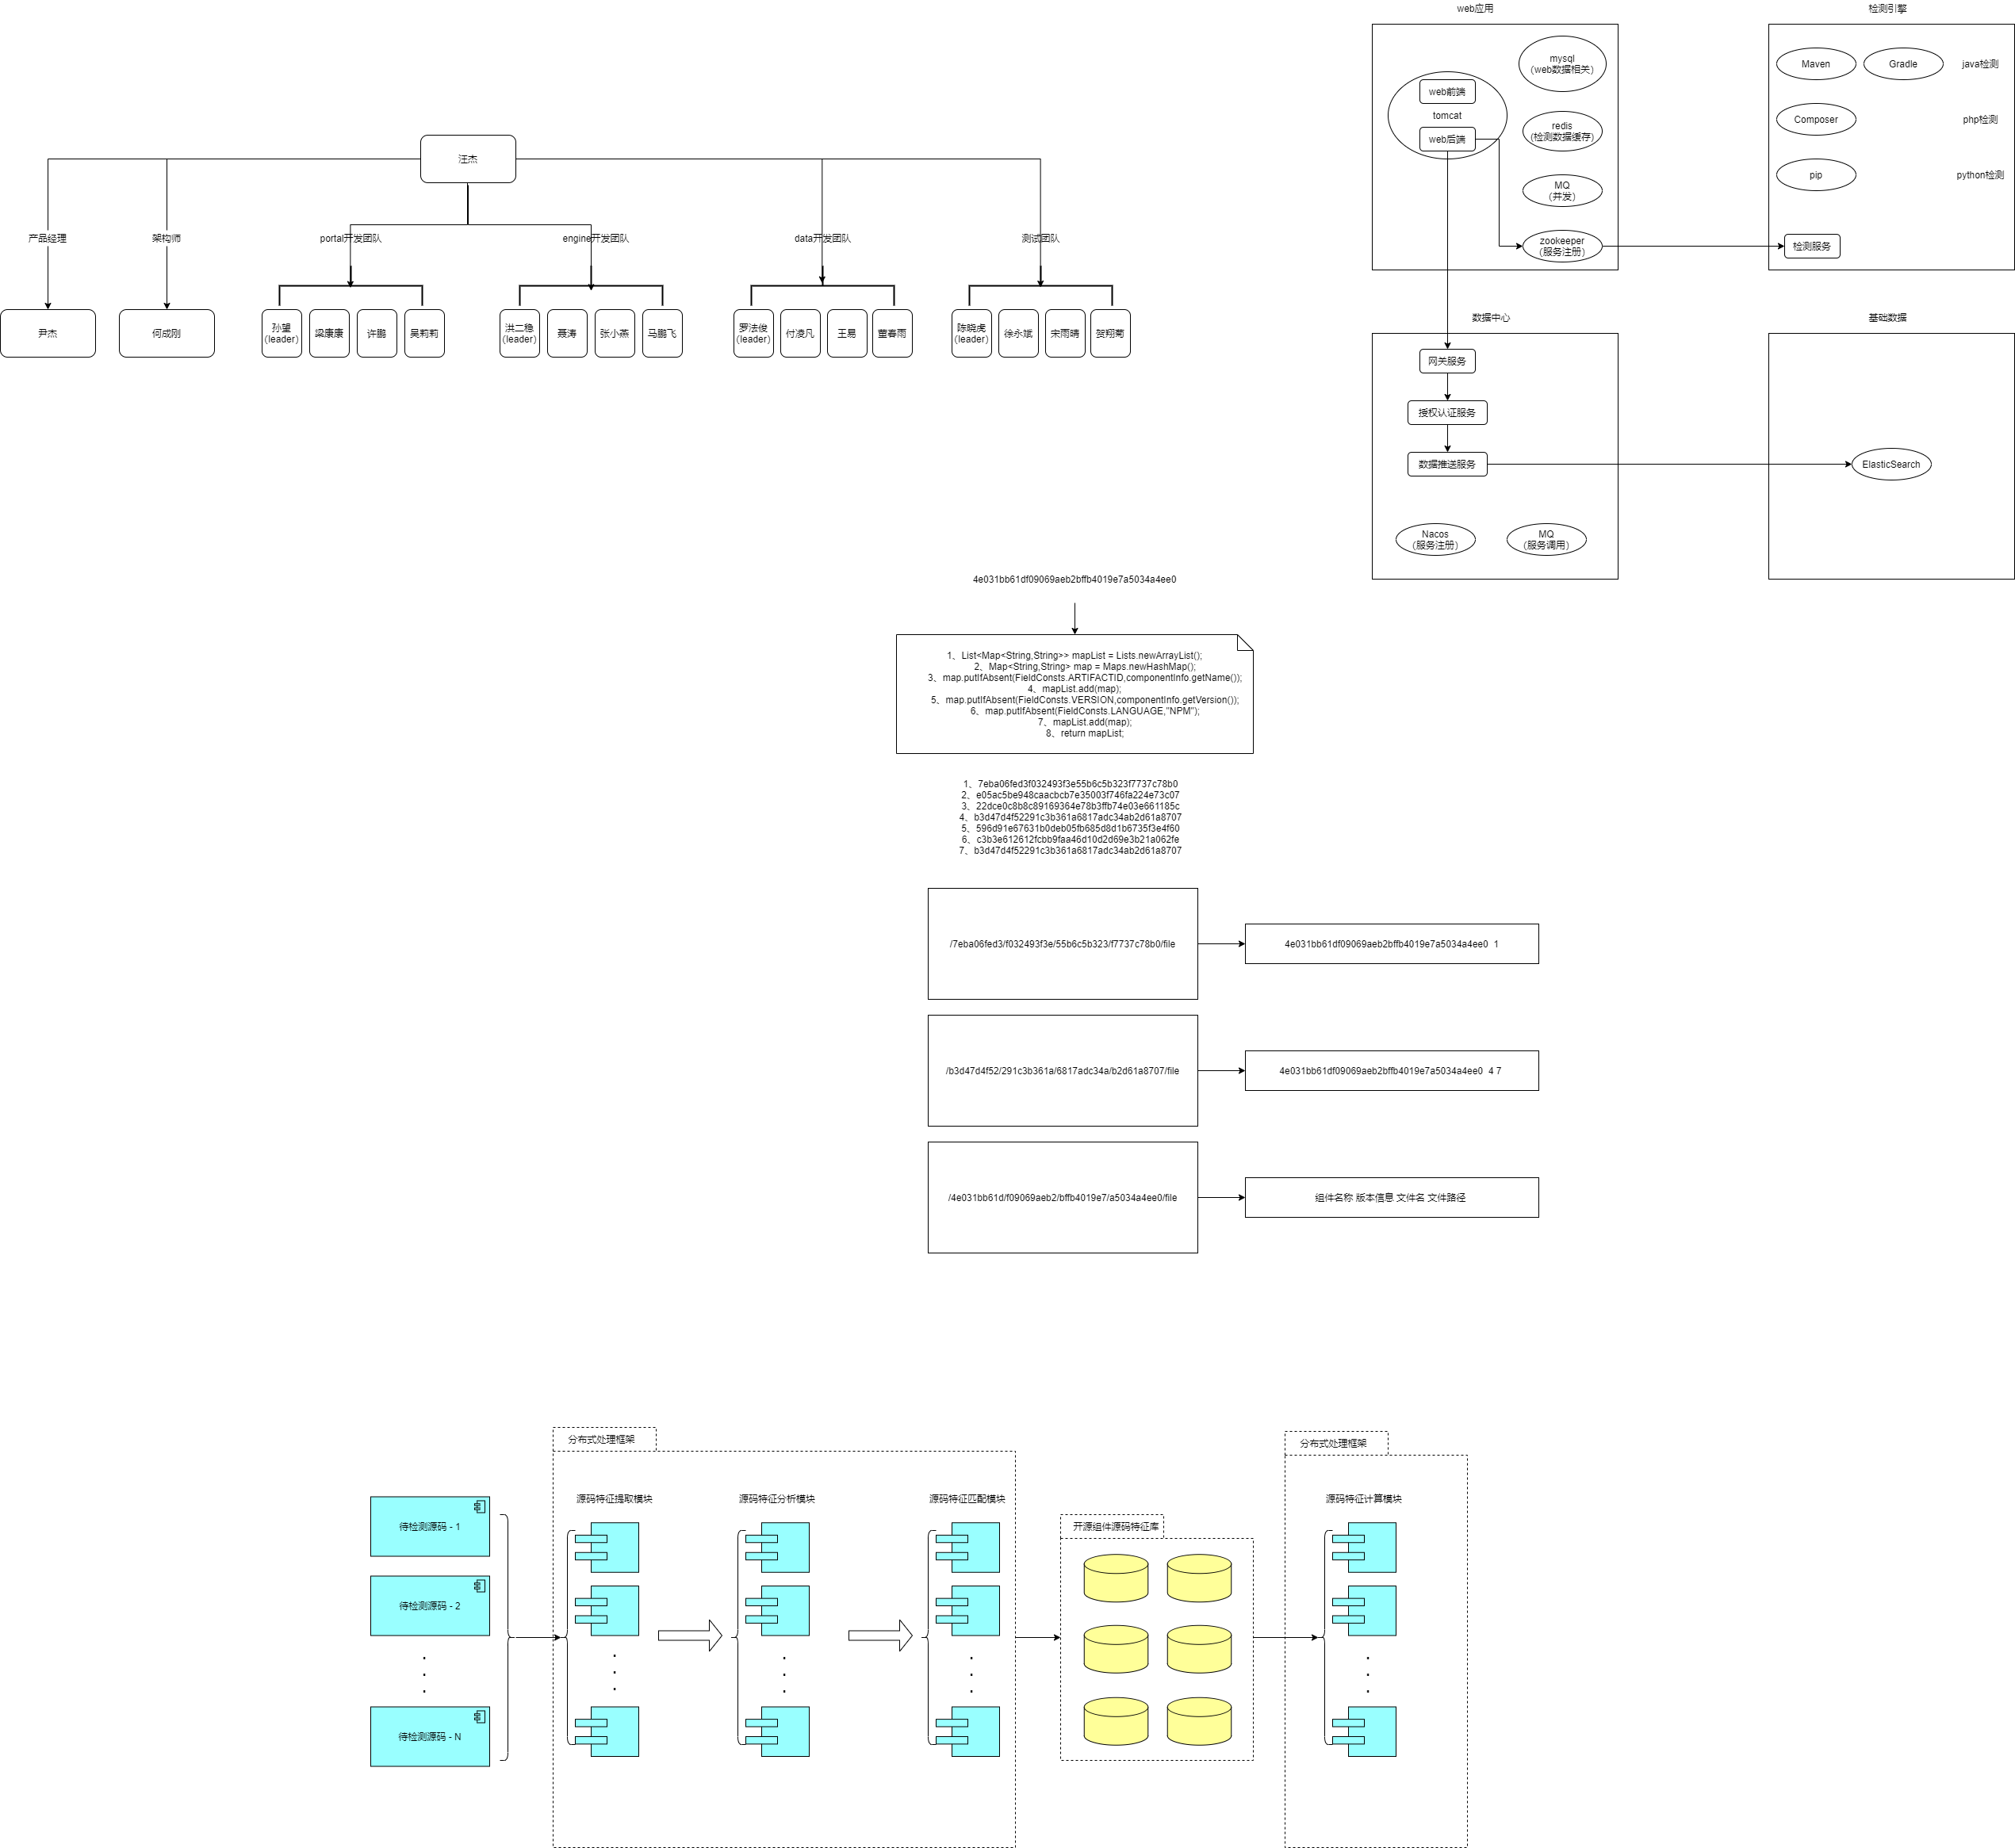 汪杰
产品经理
架构师
portal开发团队
engine开发团队
data开发团队
测试团队
尹杰
何成刚
孙望
(leader)
梁康康
许鹏
吴莉莉
洪二稳
(leader)
聂涛
张小燕
马鹏飞
罗法俊
(leader)
付凌凡
王易
董春雨
陈晓虎
(leader)
徐永斌
宋雨晴
贺翔菊
web应用
mysql
(web数据相关)
web前端
tomcat
web后端
redis
(检测数据缓存)
MQ
(并发)
zookeeper
(服务注册)
检测引擎
Maven
Gradle
java检测
Composer
php检测
pip
python检测
检测服务
数据中心
网关服务
授权认证服务
数据推送服务
Nacos
(服务注册)
MQ
(服务调用)
基础数据
ElasticSearch
4e031bb61df09069aeb2bffb4019e7a5034a4ee0
1、List<Map<String,String>> mapList = Lists.newArrayList();
2、Map<String,String> map = Maps.newHashMap();
3、map.putIfAbsent(FieldConsts.ARTIFACTID,componentInfo.getName());
4、mapList.add(map);
5、map.putIfAbsent(FieldConsts.VERSION,componentInfo.getVersion());
6、map.putIfAbsent(FieldConsts.LANGUAGE,"NPM");
7、mapList.add(map);
8、return mapList;
1、7eba06fed3f032493f3e55b6c5b323f7737c78b0
2、e05ac5be948caacbcb7e35003f746fa224e73c07
3、22dce0c8b8c89169364e78b3ffb74e03e661185c
4、b3d47d4f52291c3b361a6817adc34ab2d61a8707
5、596d91e67631b0deb05fb685d8d1b6735f3e4f60
6、c3b3e612612fcbb9faa46d10d2d69e3b21a062fe
7、b3d47d4f52291c3b361a6817adc34ab2d61a8707
/7eba06fed3/f032493f3e/55b6c5b323/f7737c78b0/file
4e031bb61df09069aeb2bffb4019e7a5034a4ee0 1
/b3d47d4f52/291c3b361a/6817adc34a/b2d61a8707/file
4e031bb61df09069aeb2bffb4019e7a5034a4ee0 4 7
/4e031bb61d/f09069aeb2/bffb4019e7/a5034a4ee0/file
组件名称 版本信息 文件名 文件路径
分布式处理框架
源码特征提取模块
源码特征分析模块
源码特征匹配模块
待检测源码 - 1
待检测源码 - 2
待检测源码 - N
开源组件源码特征库
分布式处理框架
源码特征计算模块